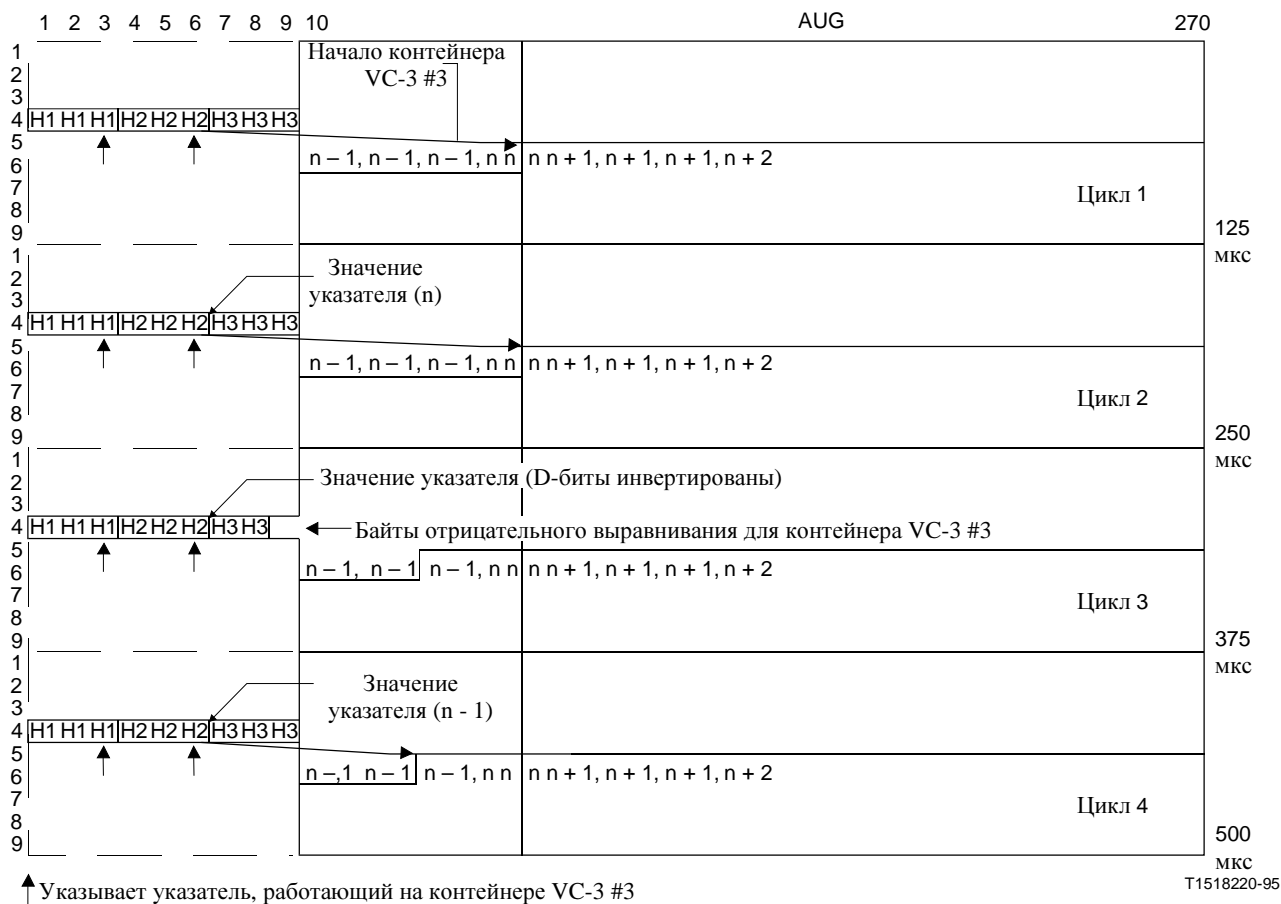 1 2 3 4 5 6 7 8 9 10 AUG 270
1
2
3
4 H1 H1 H1 H2 H2 H2 H3 H3 H3
5
6
7
8
9
Начало контейнера
VC-3 #3
n – 1, n – 1, n – 1, n n n n + 1, n + 1, n + 1, n + 2
Цикл 1
125
мкс
1
2
3
4 H1 H1 H1 H2 H2 H2 H3 H3 H3
5
6
7
8
9
Значение
указателя (n)
n – 1, n – 1, n – 1, n n n n + 1, n + 1, n + 1, n + 2
Цикл 2
250
мкс
1
2
3
4 H1 H1 H1 H2 H2 H2 H3 H3
5
6
7
8
9
Значение указателя (D-биты инвертированы)
Байты отрицательного выравнивания для контейнера VC-3 #3
n – 1, n – 1 n – 1, n n n n + 1, n + 1, n + 1, n + 2
Цикл 3
375
мкс
1
2
3
4 H1 H1 H1 H2 H2 H2 H3 H3 H3
5
6
7
8
9
Значение
указателя (n - 1)
n –,1 n – 1 n – 1, n n n n + 1, n + 1, n + 1, n + 2
Цикл 4
500
мкс
Указывает указатель, работающий на контейнере VC-3 #3
T1518220-95